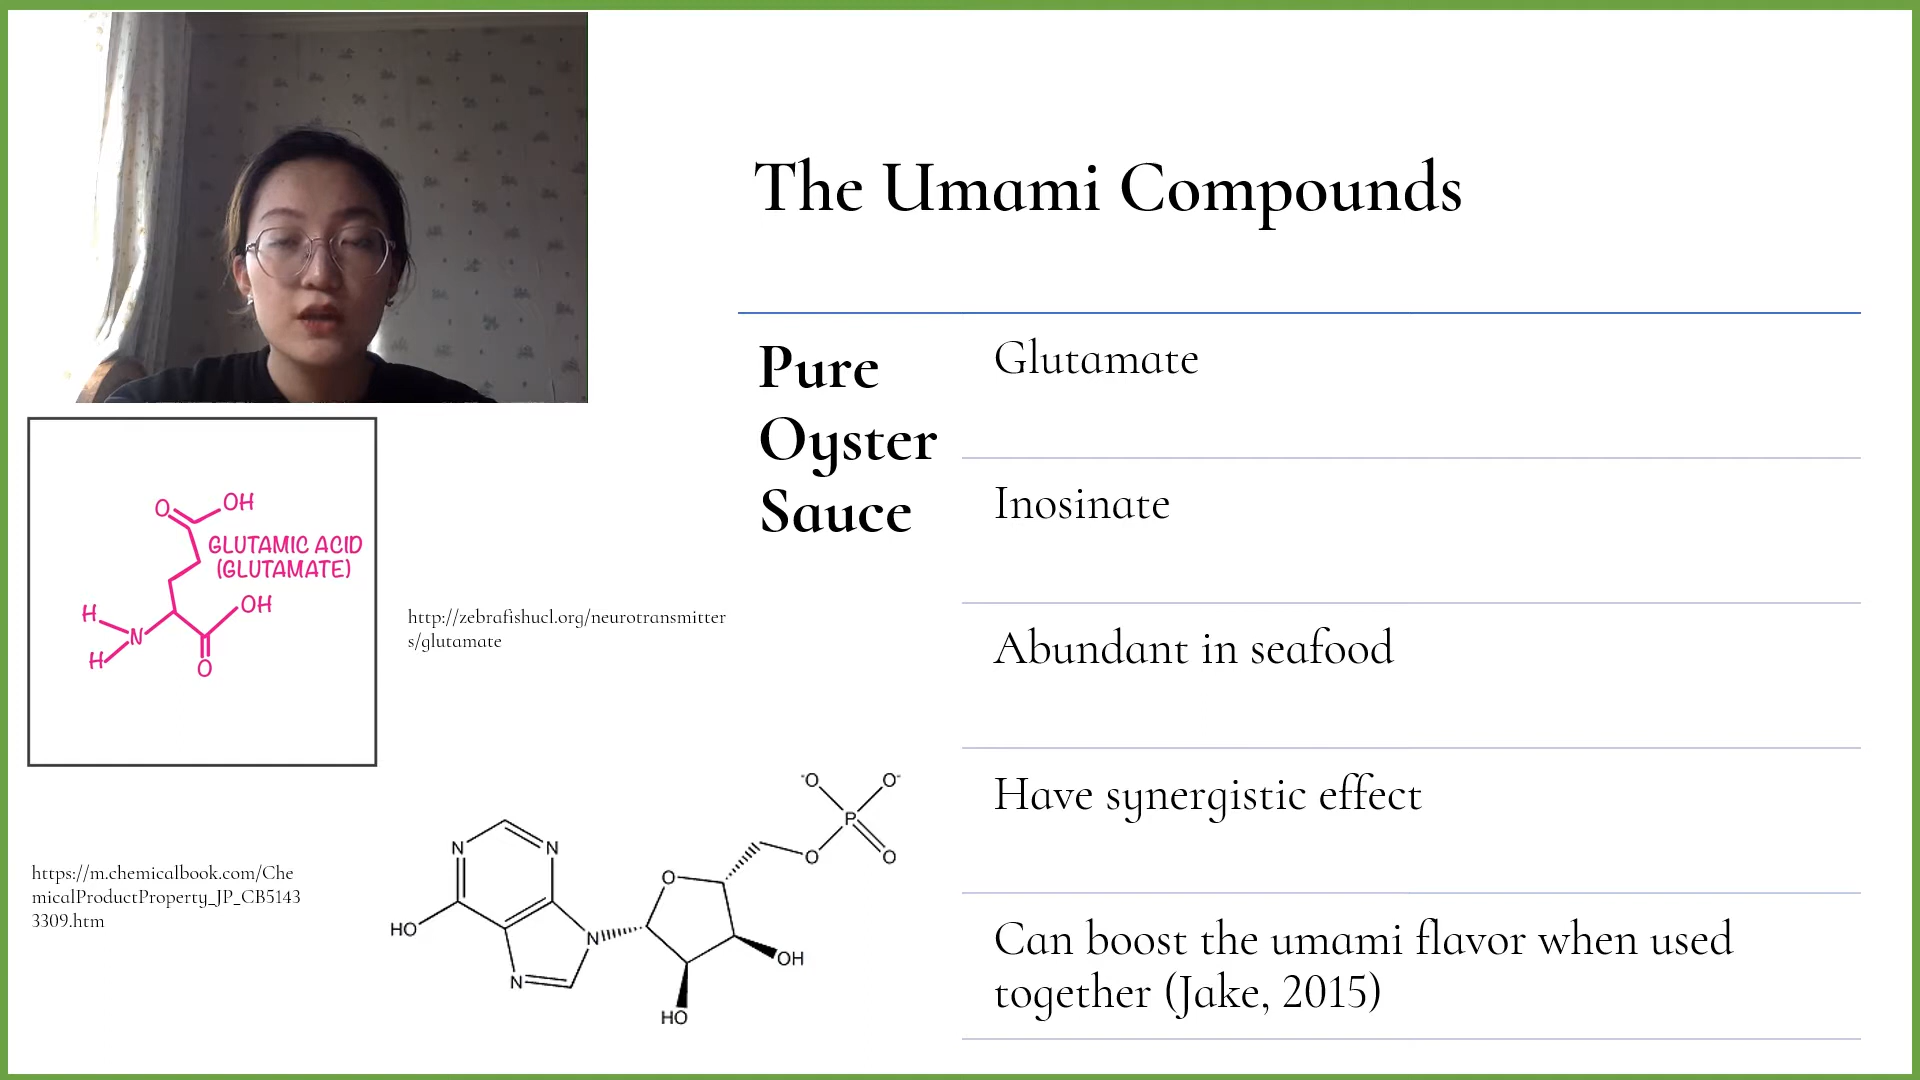 The Umami Compounds
Pure
Oyster
Sauce
Glutamate
Inosinate
Abundant in seafood
Have synergistic effect
Can boost the umami flavor when used
together (Jake, 2015)
O
OH
GLUTAMIC ACID
(GLUTAMATE)
OH
H
N
H
O
http://zebrafishucl.org/neurotransmitter
s/glutamate
https://m.chemicalbook.com/Che
micalProductProperty_JP_CB5143
3309.htm
-O
O-
P
O
O
N
N
O
HO
N
OH
N
HO